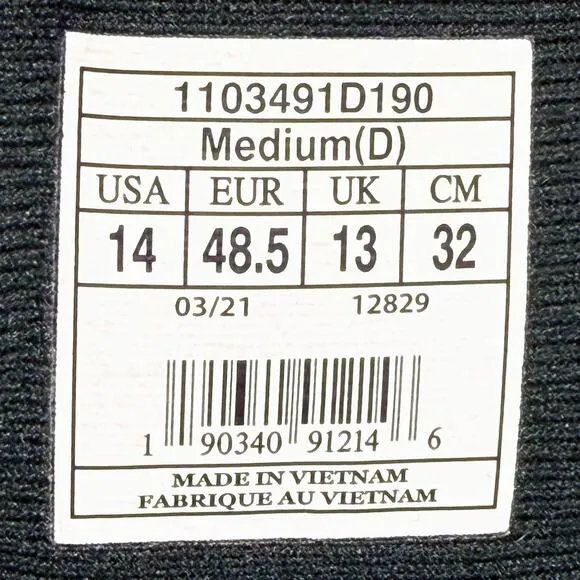 1103491D190
Medium(D)
USA EUR UK CM
14 48.5 13 32
03/21 12829
1 90340 91214 6
MADE IN VIETNAM
FABRIQUE AU VIETNAM